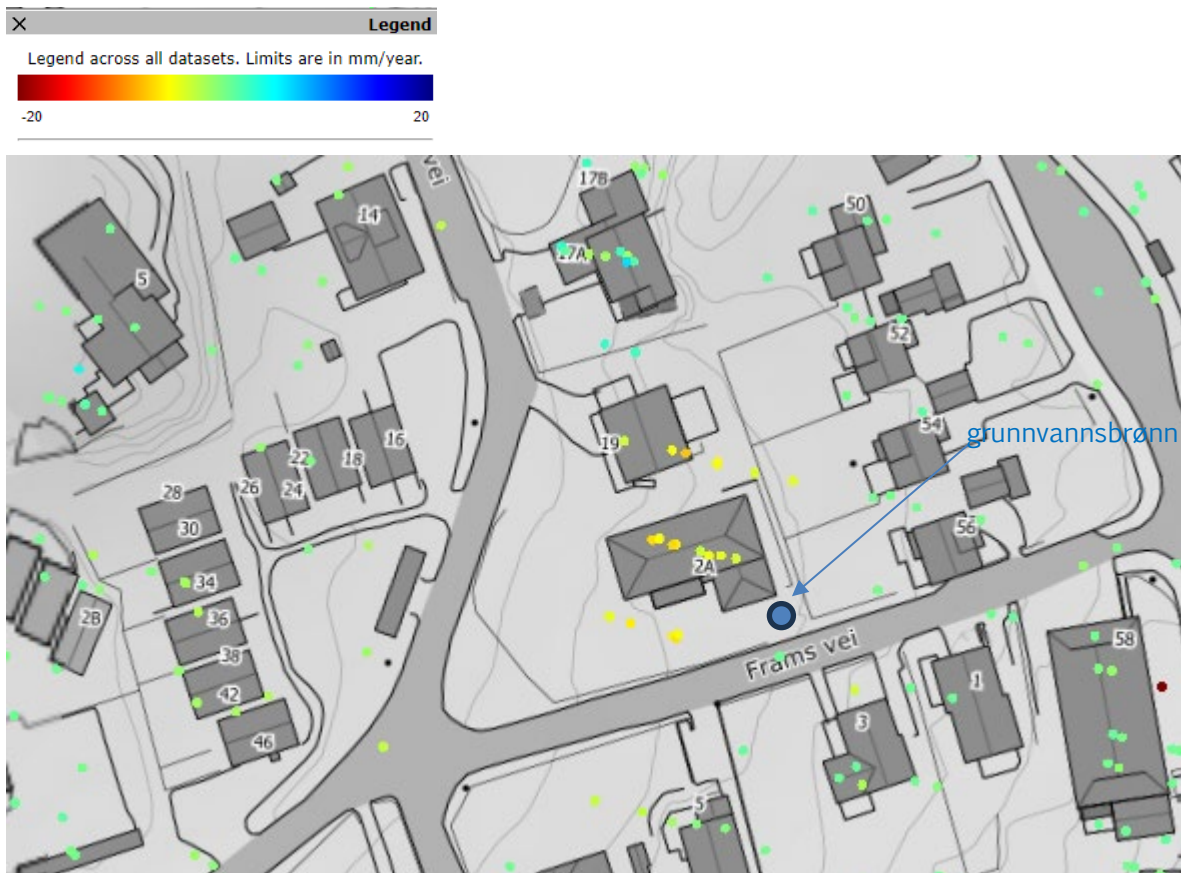 Legend
Legend across all datasets. Limits are in mm/year.
-20
20
vei
17B
14
50
17A
5
52
19
54
grunnvannsbrønn
16
22
18
26
24
28
30
56
2A
34
2B
36
38
Frams vei
58
42
1
3
46
5